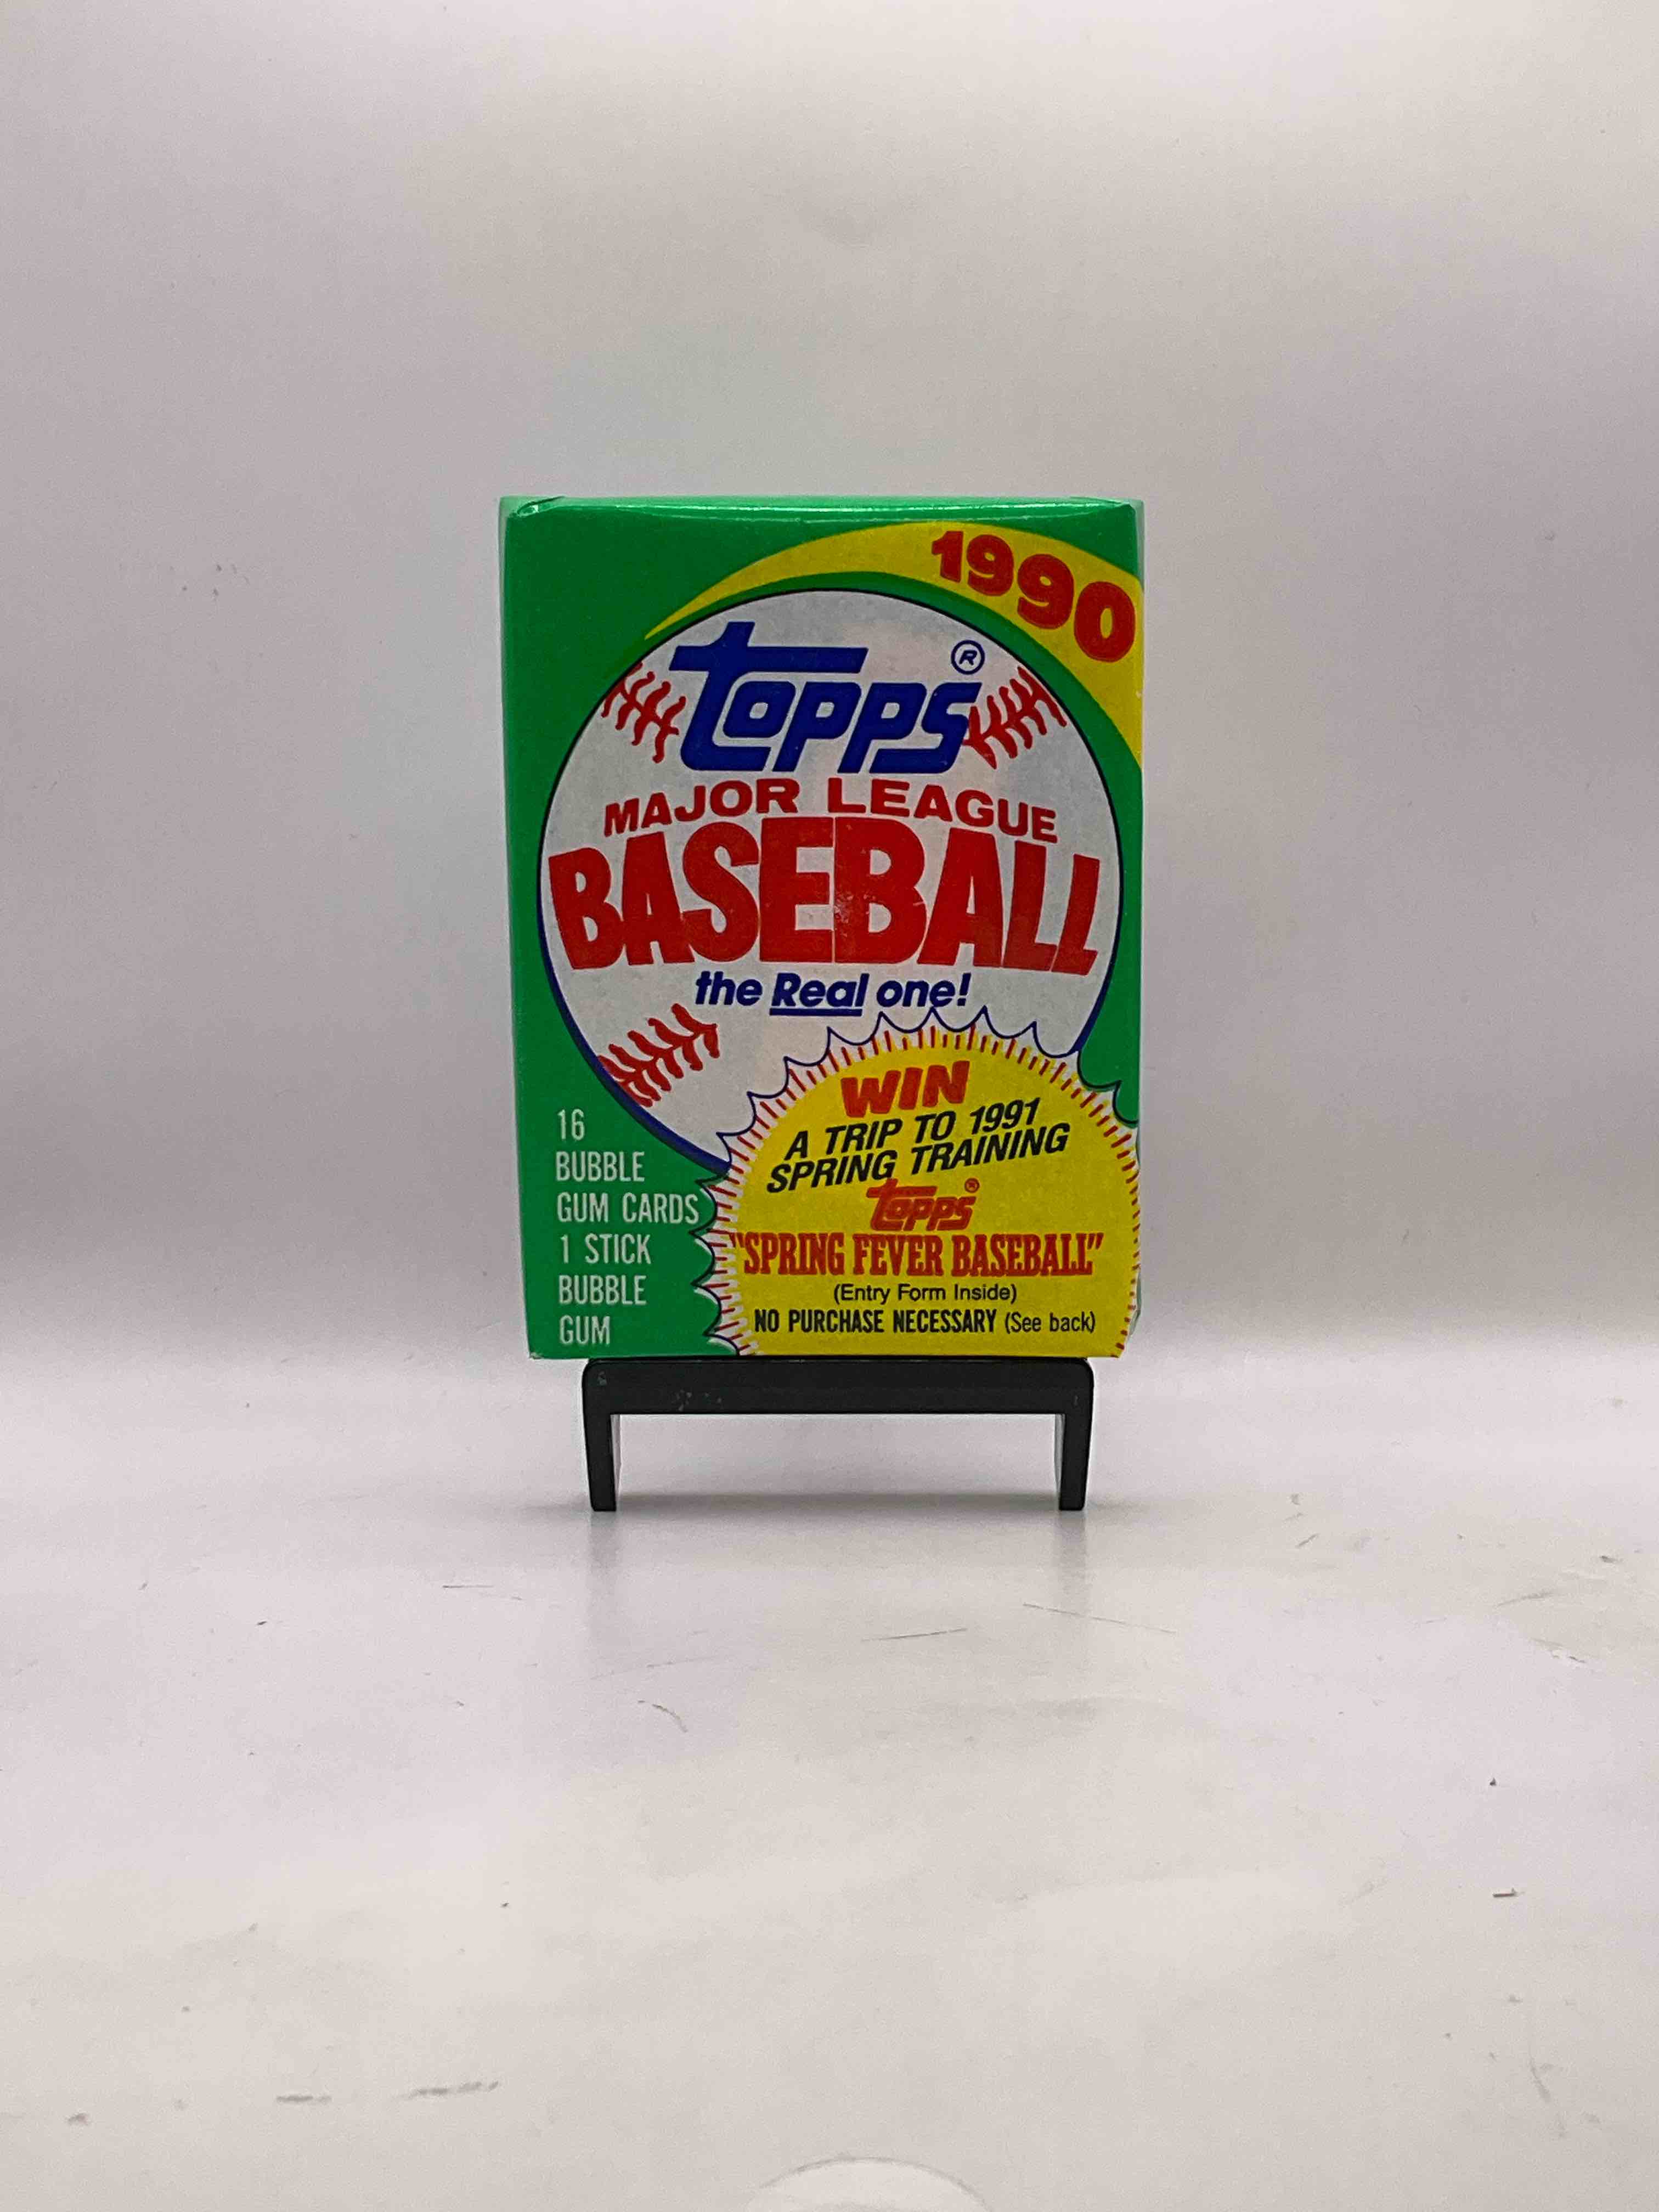 1990
Topps®
MAJOR LEAGUE
BASEBALL
the Real one!
16
BUBBLE
GUM CARDS
1 STICK
BUBBLE
GUM
WIN
A TRIP TO 1991
SPRING TRAINING
Topps®
"SPRING FEVER BASEBALL"
(Entry Form Inside)
NO PURCHASE NECESSARY (See back)